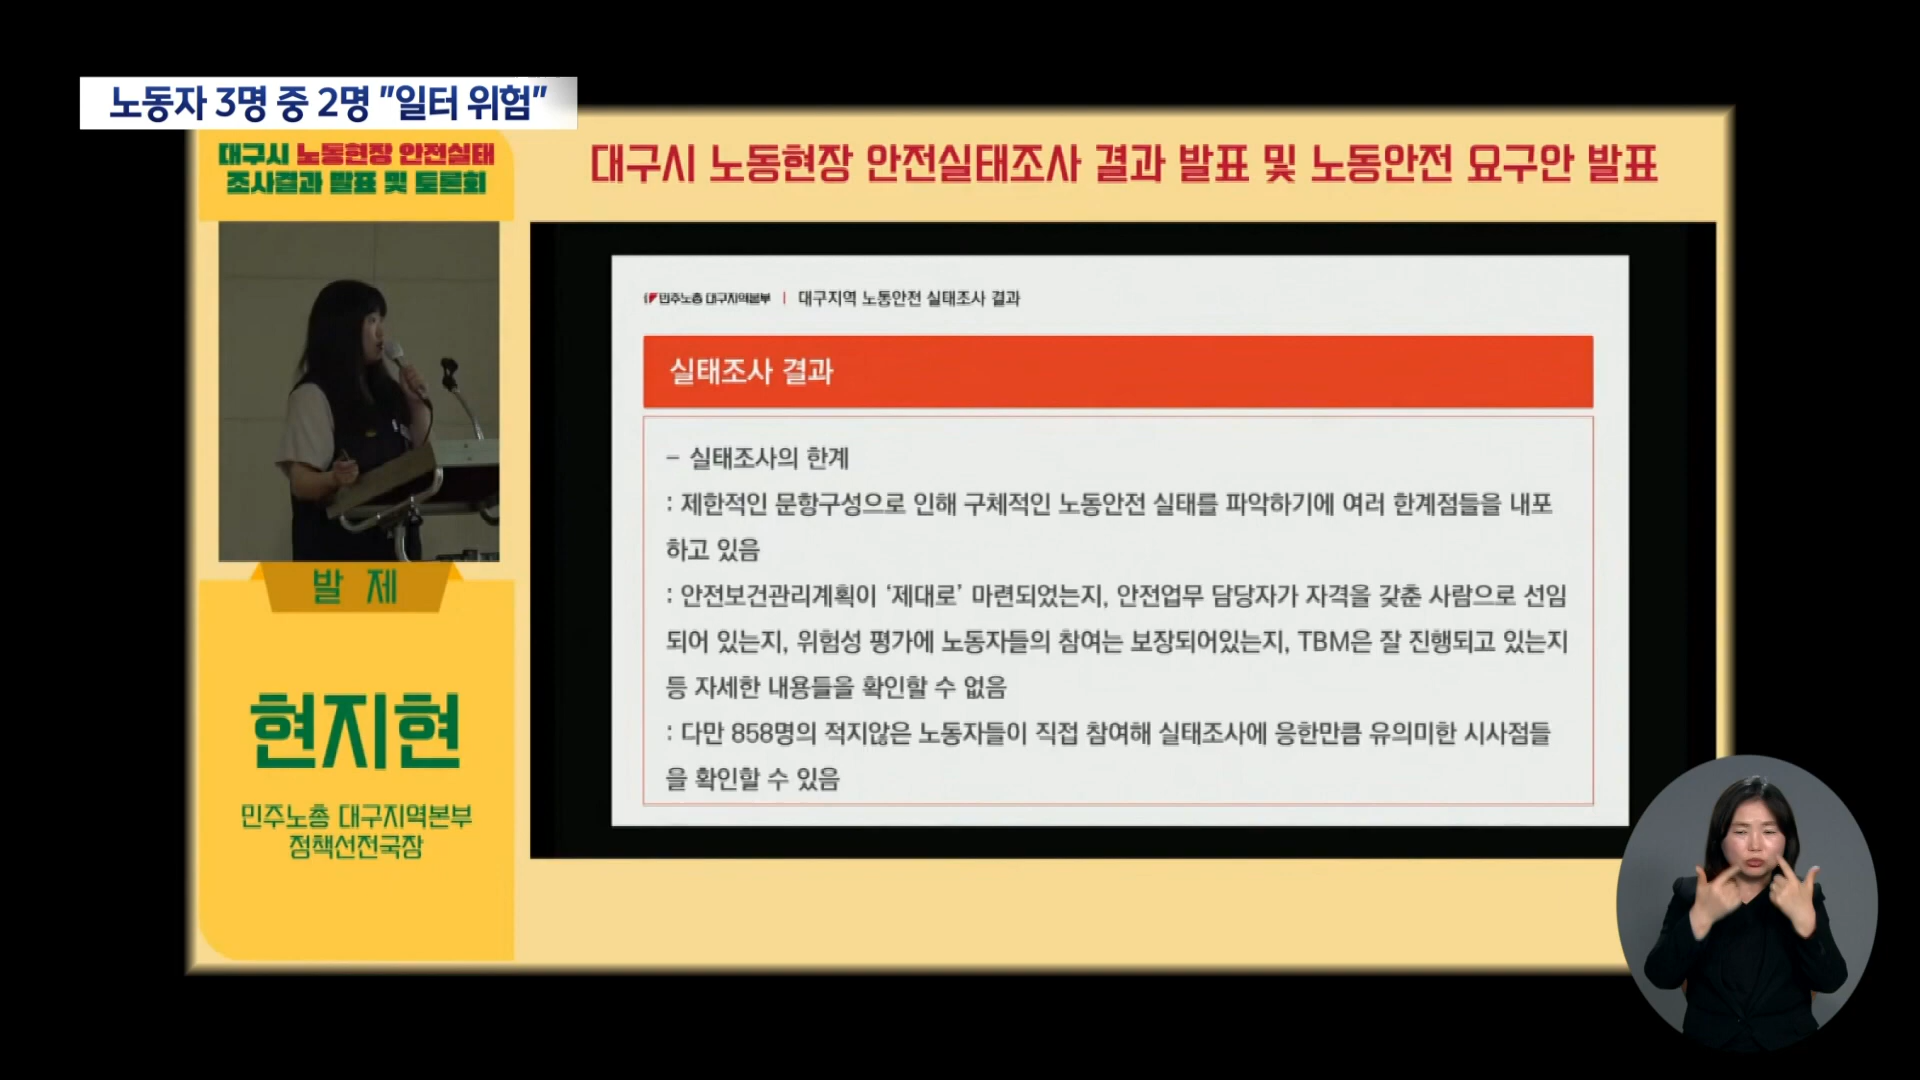 노동자 3명 중 2명 "일터 위험"
대구시 노동현장 안전실태
조사결과 발표 및 토론회
대구시 노동현장 안전실태조사 결과 발표 및 노동안전 요구안 발표
민주노총 대구지역본부 | 대구지역 노동안전 실태조사 결과
실태조사 결과
- 실태조사의 한계
: 제한적인 문항구성으로 인해 구체적인 노동안전 실태를 파악하기에 여러 한계점들을 내포
하고 있음
: 안전보건관리계획이 ‘제대로’ 마련되었는지, 안전업무 담당자가 자격을 갖춘 사람으로 선임
되어 있는지, 위험성 평가에 노동자들의 참여는 보장되어있는지, TBM은 잘 진행되고 있는지
등 자세한 내용들을 확인할 수 없음
: 다만 858명의 적지않은 노동자들이 직접 참여해 실태조사에 응한만큼 유의미한 시사점들
을 확인할 수 있음
발 제
현지현
민주노총 대구지역본부
정책선전국장